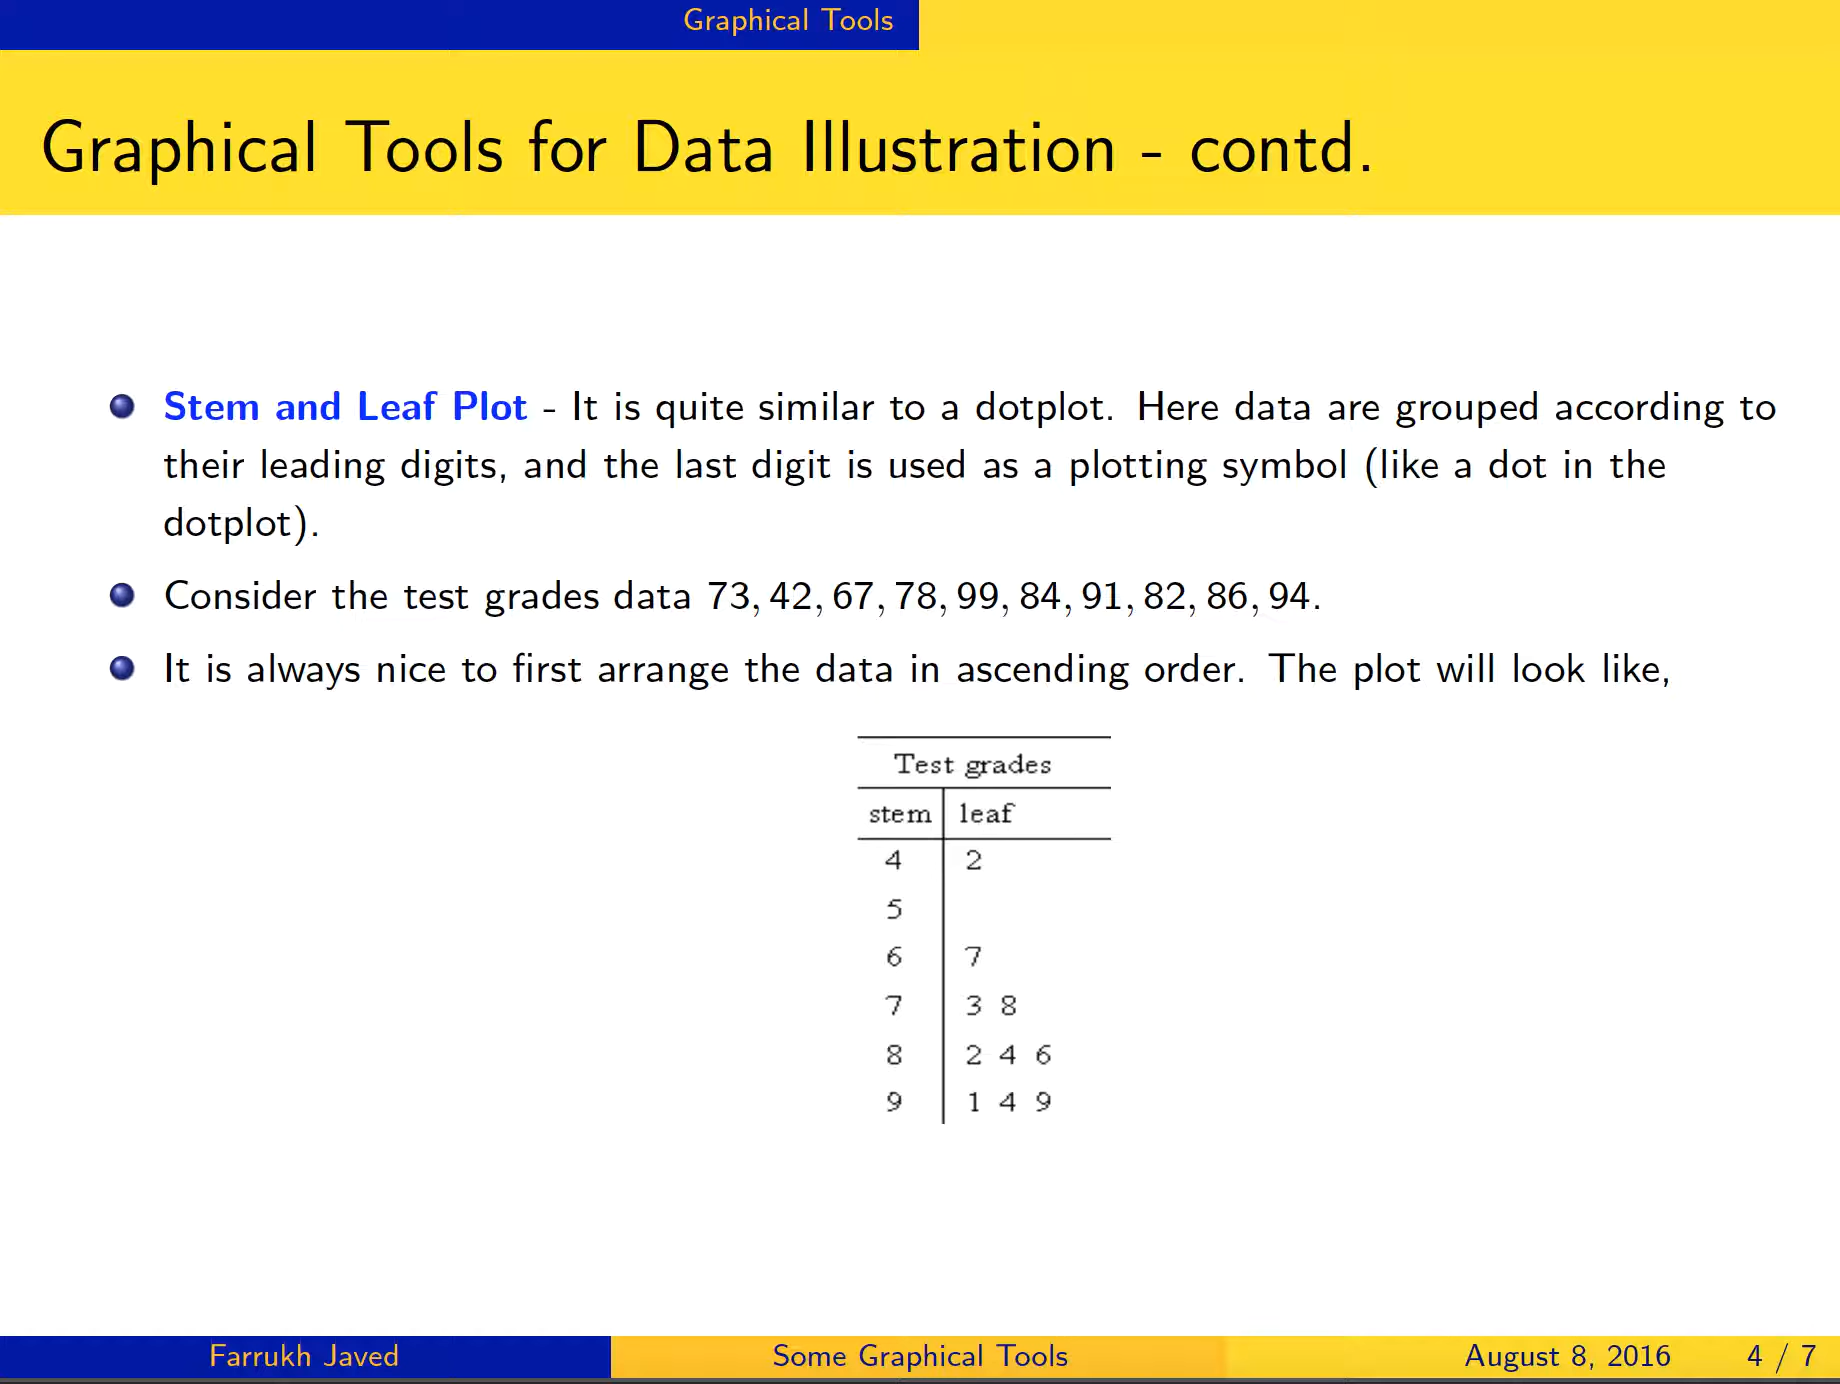 Graphical Tools
Graphical Tools for Data Illustration - contd.
Stem and Leaf Plot - It is quite similar to a dotplot. Here data are grouped according to
their leading digits, and the last digit is used as a plotting symbol (like a dot in the
dotplot).
Consider the test grades data 73, 42, 67, 78, 99, 84, 91, 82, 86, 94.
It is always nice to first arrange the data in ascending order. The plot will look like,
Test grades
stem leaf
4 2
5
6 7
7 3 8
8 2 4 6
9 1 4 9
Farrukh Javed Some Graphical Tools August 8, 2016 4 / 7